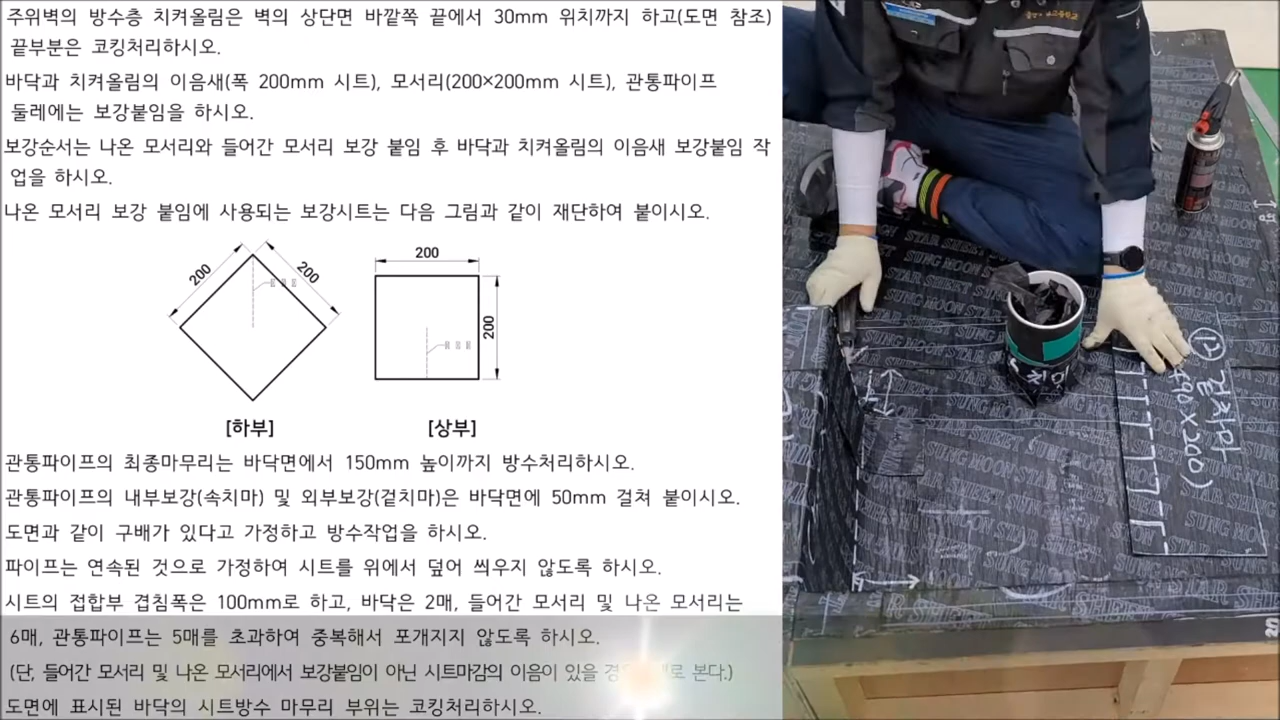 주위벽의 방수층 치켜올림은 벽의 상단면 바깥쪽 끝에서 30mm 위치까지 하고(도면 참조)
끝부분은 코킹처리하시오.
바닥과 치켜올림의 이음새(폭 200mm 시트), 모서리(200×200mm 시트), 관통파이프
둘레에는 보강붙임을 하시오.
보강순서는 나온 모서리와 들어간 모서리 보강 붙임 후 바닥과 치켜올림의 이음새 보강붙임 작
업을 하시오.
나온 모서리 보강 붙임에 사용되는 보강시트는 다음 그림과 같이 재단하여 붙이시오.
200
200
200
200
[하부]
[상부]
관통파이프의 최종마무리는 바닥면에서 150mm 높이까지 방수처리하시오.
관통파이프의 내부보강(속치마) 및 외부보강(겉치마)은 바닥면에 50mm 걸쳐 붙이시오.
도면과 같이 구배가 있다고 가정하고 방수작업을 하시오.
파이프는 연속된 것으로 가정하여 시트를 위에서 덮어 씌우지 않도록 하시오.
시트의 접합부 겹침폭은 100mm로 하고, 바닥은 2매, 들어간 모서리 및 나온 모서리는
6매, 관통파이프는 5매를 초과하여 중복해서 포개지지 않도록 하시오.
(단, 들어간 모서리 및 나온 모서리에서 보강붙임이 아닌 시트마감의 이음이 있을 본다.)
도면에 표시된 바닥의 시트방수 마무리 부위는 코킹처리하시오.
SUNG MOON STAR SHEET
⑫ 겉치마
(490×200)